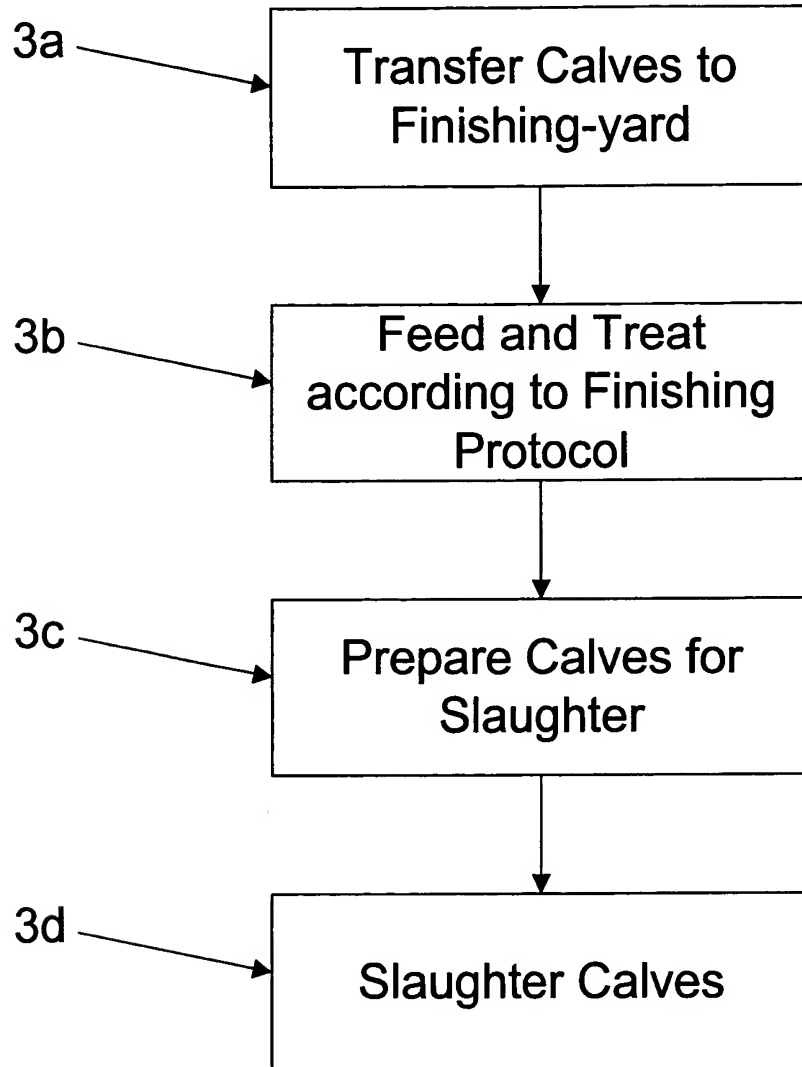 3a
Transfer Calves to
Finishing-yard
3b
Feed and Treat
according to Finishing
Protocol
3c
Prepare Calves for
Slaughter
3d
Slaughter Calves